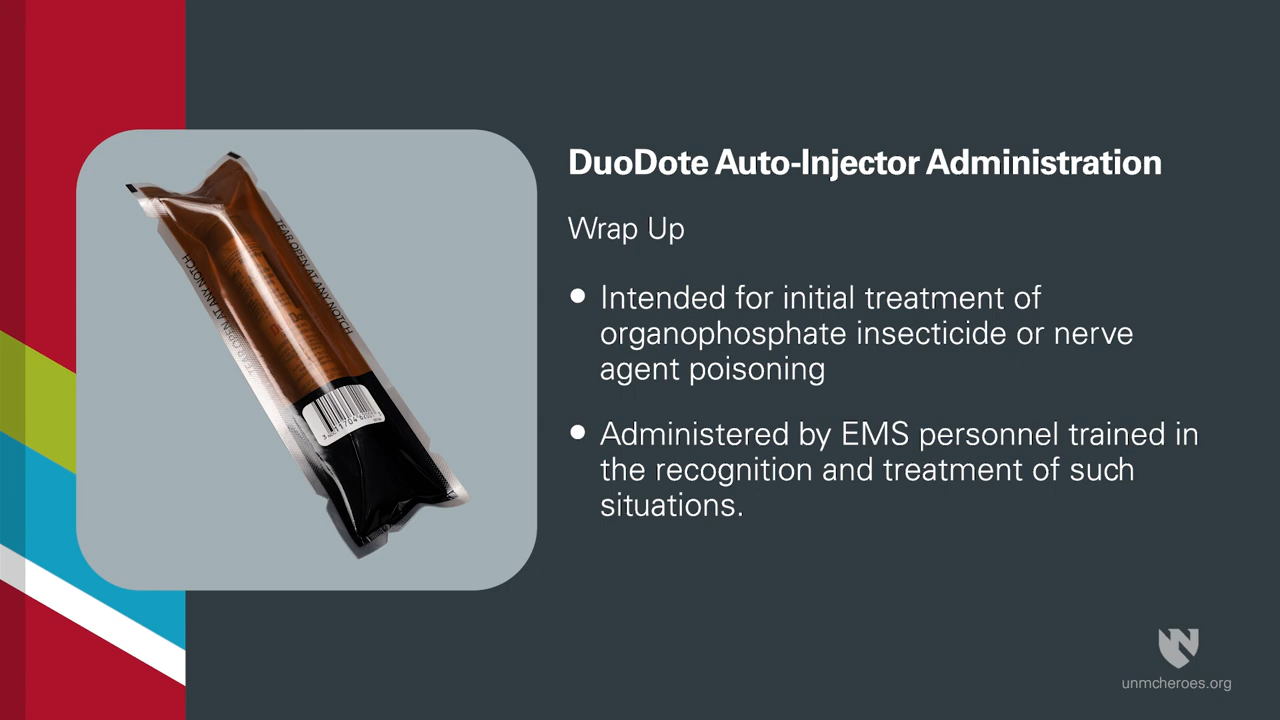 DuoDote Auto-Injector Administration
Wrap Up
• Intended for initial treatment of
organophosphate insecticide or nerve
agent poisoning
• Administered by EMS personnel trained in
the recognition and treatment of such
situations.
TEAR OPEN AT ANY NOTCH
TEAR OPEN AT ANY NOTCH
unmcheroes.org